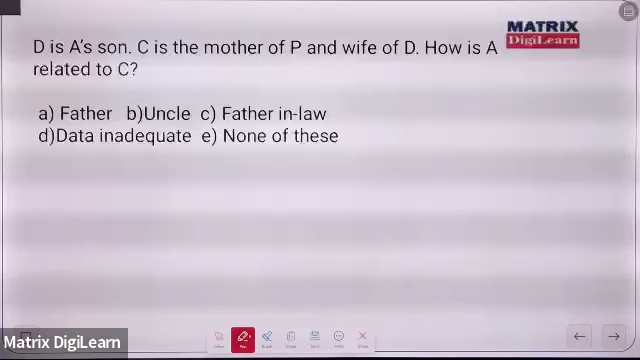 MATRIX
DigiLearn
D is A's son. C is the mother of P and wife of D. How is A
related to C?
a) Father b)Uncle c) Father in-law
d)Data inadequate e) None of these
Pen
Matrix DigiLearn